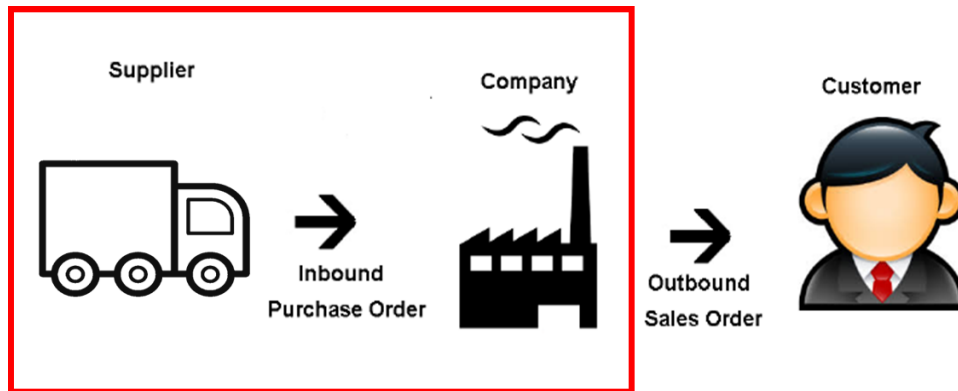 Supplier
Company
Customer
Inbound
Purchase Order
Outbound
Sales Order